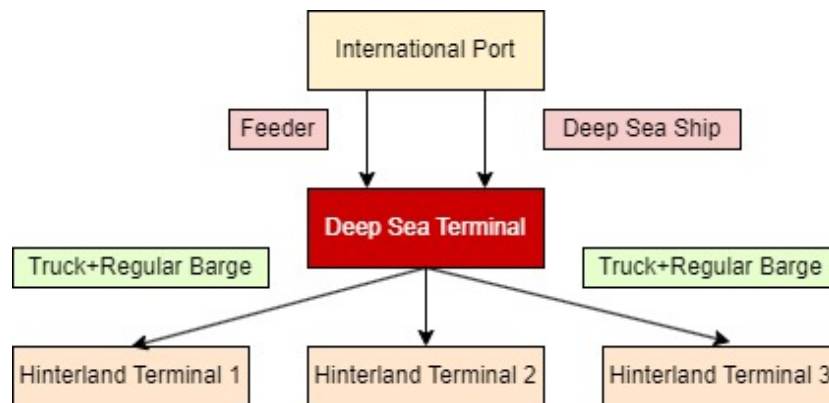 International Port
Feeder
Deep Sea Ship
Deep Sea Terminal
Truck+Regular Barge
Truck+Regular Barge
Hinterland Terminal 1
Hinterland Terminal 2
Hinterland Terminal 3